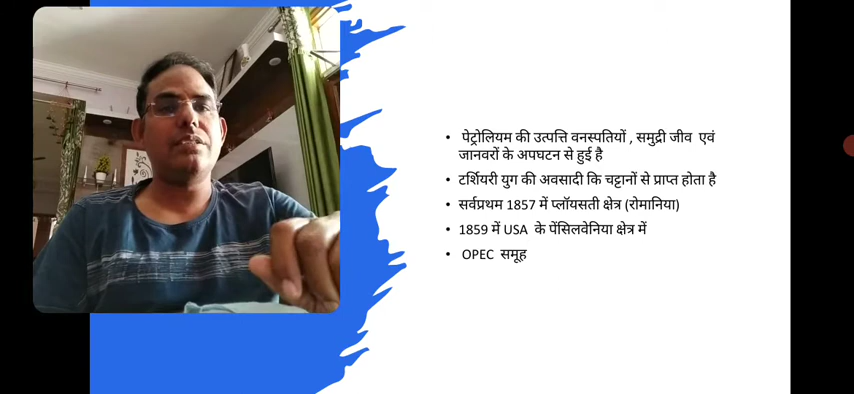 • पेट्रोलियम की उत्पत्ति वनस्पतियों , समुद्री जीव एवं
जानवरों के अपघटन से हुई है
• टर्शियरी युग की अवसादी कि चट्टानों से प्राप्त होता है
• सर्वप्रथम 1857 में प्लॉयसती क्षेत्र (रोमानिया)
• 1859 में USA के पेंसिलवेनिया क्षेत्र में
• OPEC समूह